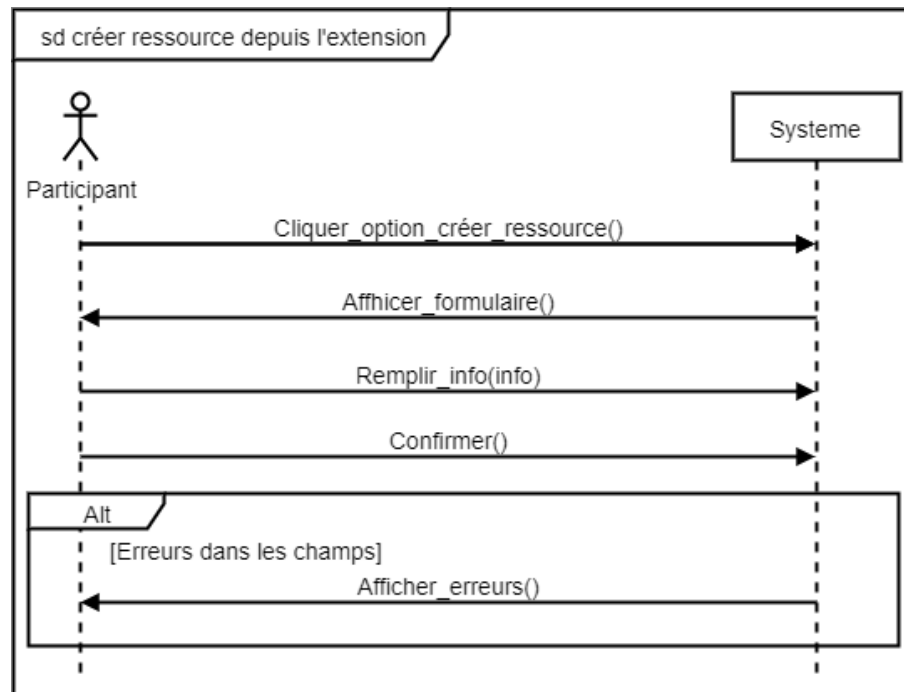 sd créer ressource depuis l'extension
Systeme
Participant
Cliquer_option_créer_ressource()
Affhicer_formulaire()
Remplir_info(info)
Confirmer()
Alt
[Erreurs dans les champs]
Afficher_erreurs()